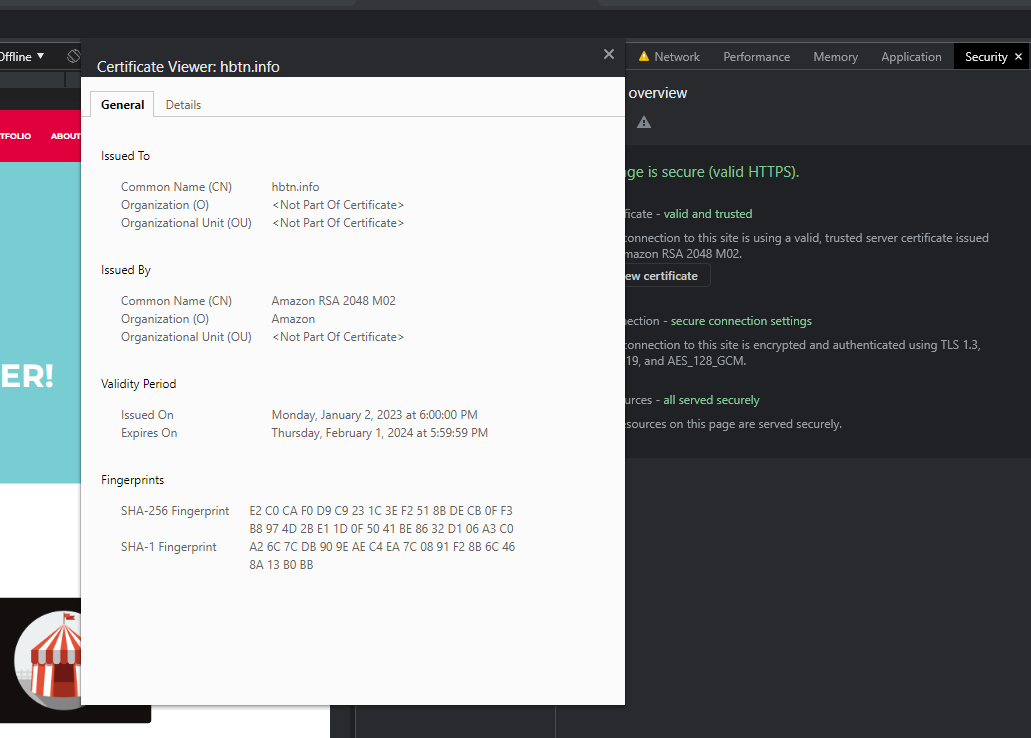 Offline ▼
Certificate Viewer: hbtn.info
Network Performance Memory Application Security
General Details
overview
TFOLIO ABOUT
Issued To
Common Name (CN) hbtn.info
Organization (O) <Not Part Of Certificate>
Organizational Unit (OU) <Not Part Of Certificate>
Issued By
Common Name (CN) Amazon RSA 2048 M02
Organization (O) Amazon
Organizational Unit (OU) <Not Part Of Certificate>
Validity Period
Issued On Monday, January 2, 2023 at 6:00:00 PM
Expires On Thursday, February 1, 2024 at 5:59:59 PM
Fingerprints
SHA-256 Fingerprint E2 C0 CA F0 D9 C9 23 1C 3E F2 51 8B DE CB 0F F3
B8 97 4D 2B E1 1D 0F 50 41 BE 86 32 D1 06 A3 C0
SHA-1 Fingerprint A2 6C 7C DB 90 9E AE C4 EA 7C 08 91 F2 8B 6C 46
8A 13 B0 BB
ge is secure (valid HTTPS).
ficate - valid and trusted
connection to this site is using a valid, trusted server certificate issued
mazon RSA 2048 M02.
ew certificate
nection - secure connection settings
connection to this site is encrypted and authenticated using TLS 1.3,
19, and AES_128_GCM.
urces - all served securely
esources on this page are served securely.
ER!